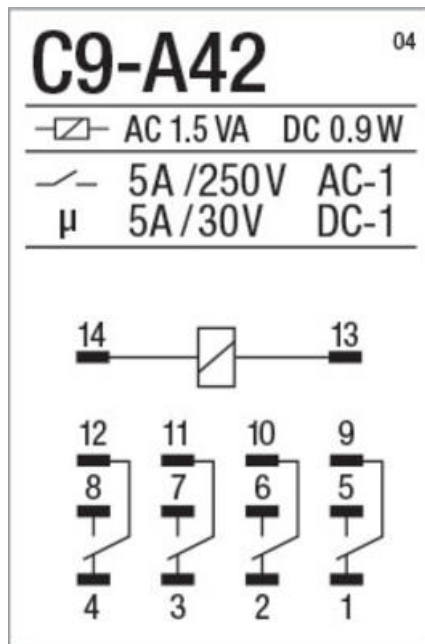 C9-A42 04
AC 1.5 VA DC 0.9 W
5A /250V AC-1
µ 5A /30V DC-1
14 13
12 11 10 9
8 7 6 5
4 3 2 1